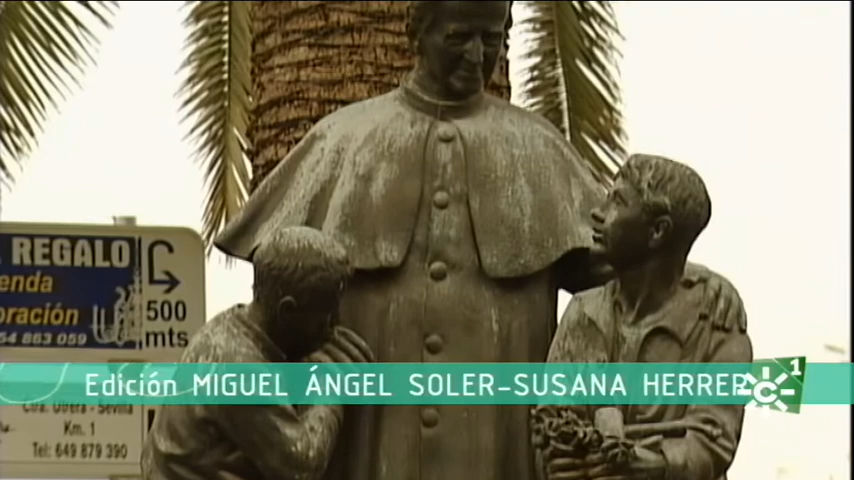 REGALO
enda
oración
54 863 059
500
mts
Edición MIGUEL ÁNGEL SOLER-SUSANA HERRER
1
Ctra. Utrera - Sevilla
Km. 1
Tel: 649 879 390